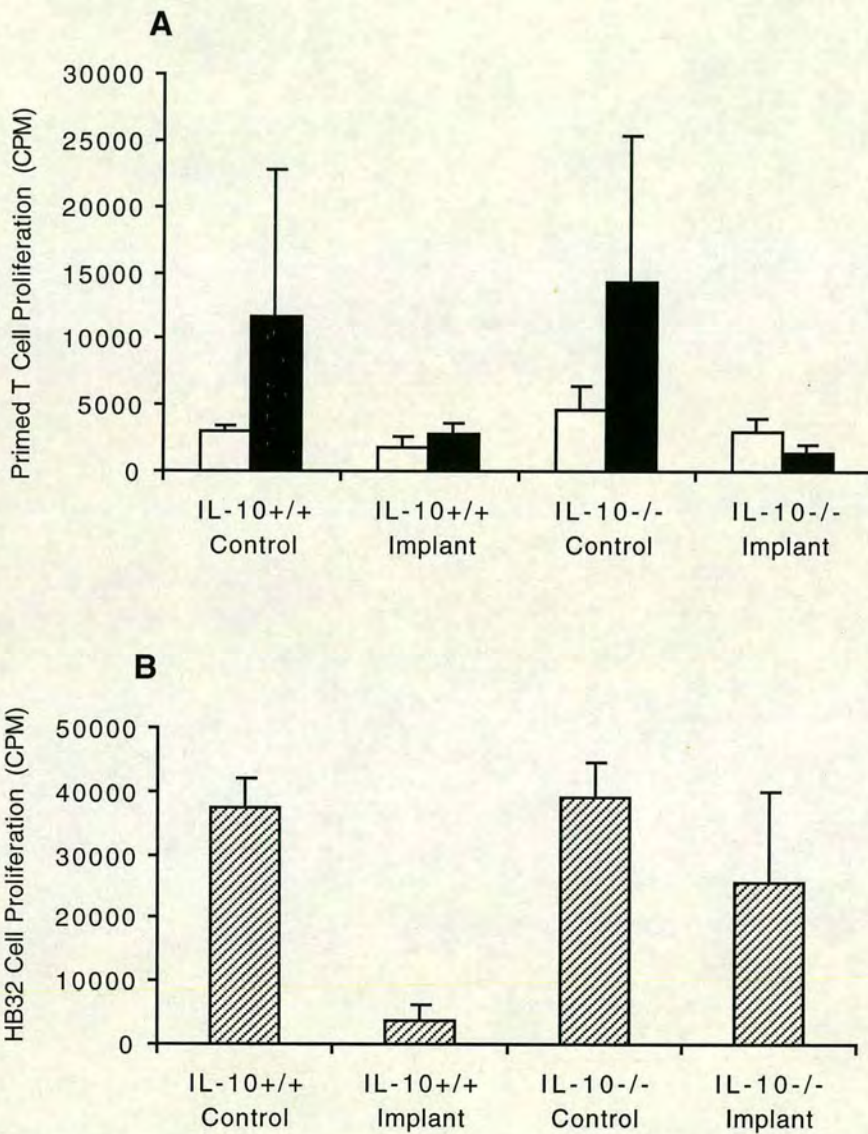 A
Primed T Cell Proliferation (CPM)
30000
25000
20000
15000
10000
5000
0
IL-10+/+ IL-10+/+ IL-10-/- IL-10-/-
Control Implant Control Implant
B
HB32 Cell Proliferation (CPM)
50000
40000
30000
20000
10000
0
IL-10+/+ IL-10+/+ IL-10-/- IL-10-/-
Control Implant Control Implant